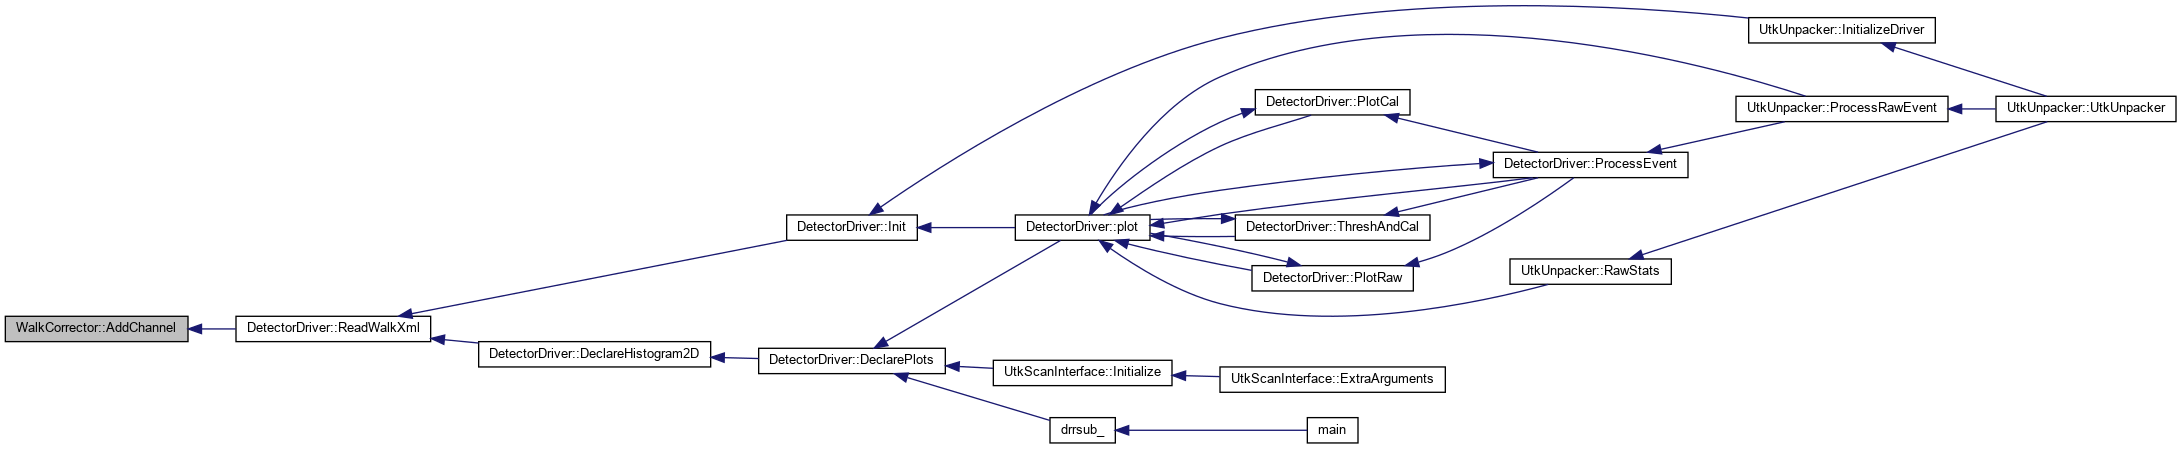 UtkUnpacker::InitializeDriver
DetectorDriver::PlotCal
UtkUnpacker::ProcessRawEvent
UtkUnpacker::UtkUnpacker
DetectorDriver::ProcessEvent
DetectorDriver::Init
DetectorDriver::plot
DetectorDriver::ThreshAndCal
UtkUnpacker::RawStats
DetectorDriver::PlotRaw
WalkCorrector::AddChannel
DetectorDriver::ReadWalkXml
DetectorDriver::DeclareHistogram2D
DetectorDriver::DeclarePlots
UtkScanInterface::Initialize
UtkScanInterface::ExtraArguments
drrsub_
main